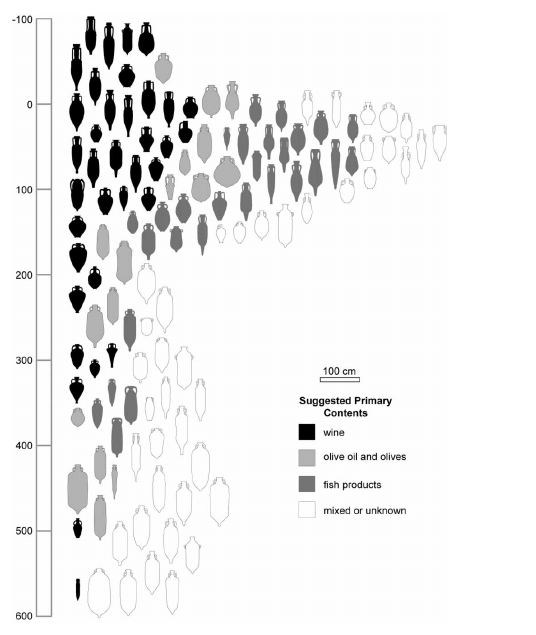 -100
0
100
200
300
400
500
600
100 cm
Suggested Primary
Contents
wine
olive oil and olives
fish products
mixed or unknown